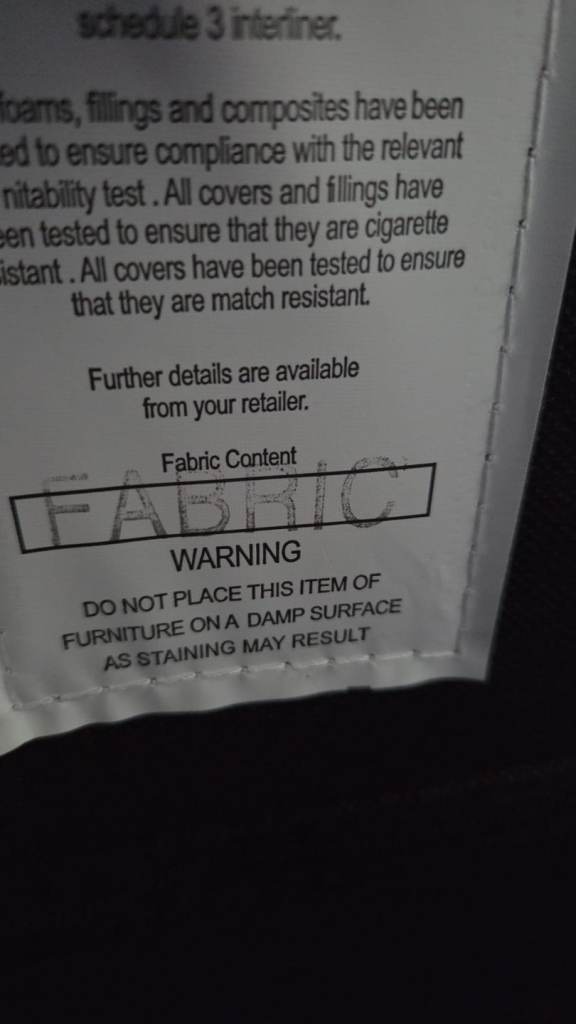 schedule 3 interliner.
foams, fillings and composites have been
ed to ensure compliance with the relevant
nitability test . All covers and fillings have
een tested to ensure that they are cigarette
istant . All covers have been tested to ensure
that they are match resistant.
Further details are available
from your retailer.
Fabric Content
FABRIC
WARNING
DO NOT PLACE THIS ITEM OF
FURNITURE ON A DAMP SURFACE
AS STAINING MAY RESULT